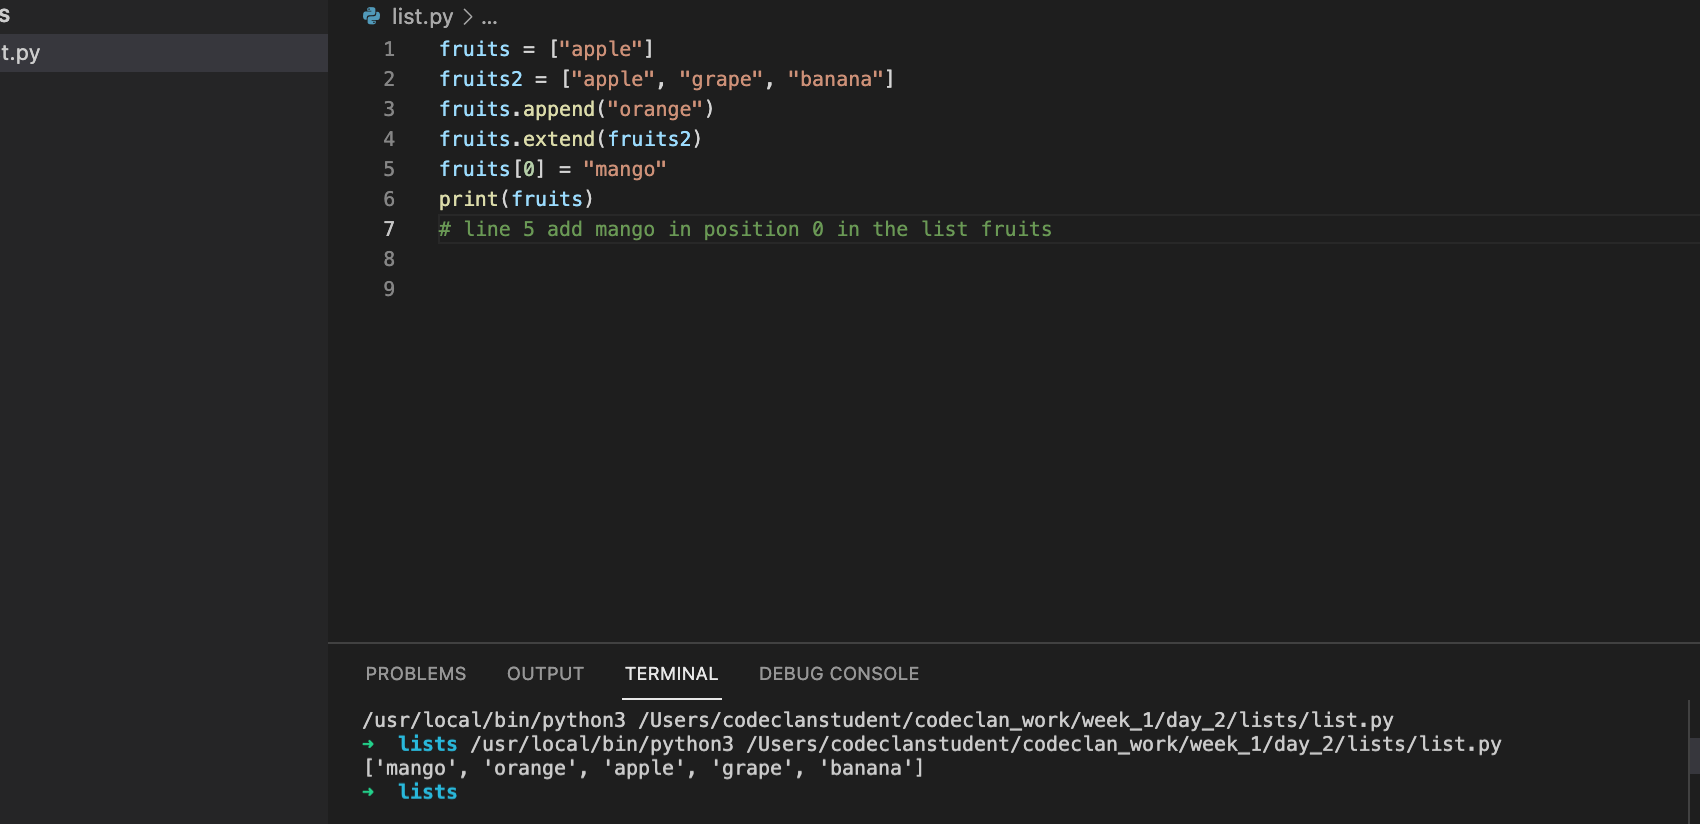 s
t.py
list.py > ...
1 fruits = ["apple"]
2 fruits2 = ["apple", "grape", "banana"]
3 fruits.append("orange")
4 fruits.extend(fruits2)
5 fruits[0] = "mango"
6 print(fruits)
7 # line 5 add mango in position 0 in the list fruits
8
9
PROBLEMS OUTPUT TERMINAL DEBUG CONSOLE
/usr/local/bin/python3 /Users/codeclanstudent/codeclan_work/week_1/day_2/lists/list.py
➜ lists /usr/local/bin/python3 /Users/codeclanstudent/codeclan_work/week_1/day_2/lists/list.py
['mango', 'orange', 'apple', 'grape', 'banana']
➜ lists